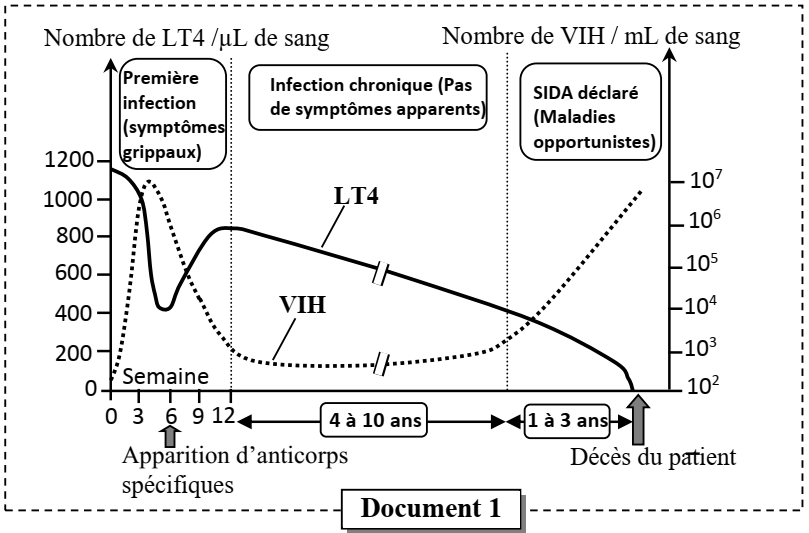 Nombre de LT4 /µL de sang
Nombre de VIH / mL de sang
Première
infection
(symptômes
grippaux)
Infection chronique (Pas
de symptômes apparents)
SIDA déclaré
(Maladies
opportunistes)
1200
1000
800
600
400
200
0
10⁷
10⁶
10⁵
10⁴
10³
10²
LT4
VIH
Semaine
0 3 6 9 12
4 à 10 ans
1 à 3 ans
Apparition d’anticorps
spécifiques
Décès du patient
Document 1